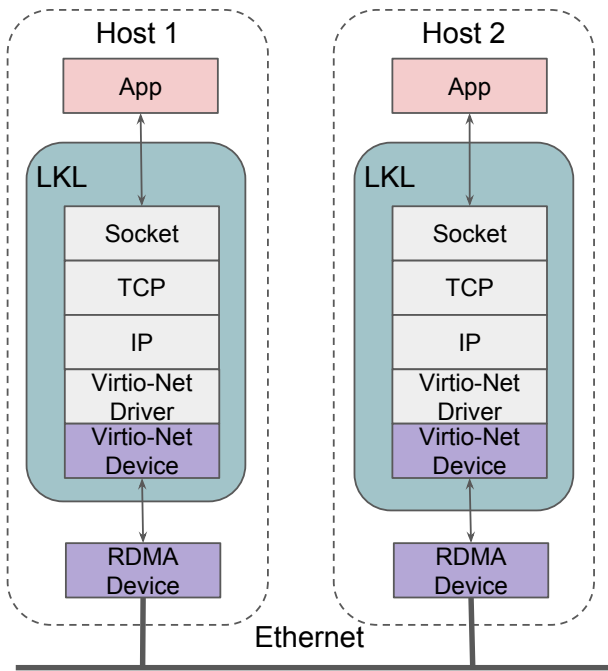 Host 1
App
LKL
Socket
TCP
IP
Virtio-Net
Driver
Virtio-Net
Device
RDMA
Device
Host 2
App
LKL
Socket
TCP
IP
Virtio-Net
Driver
Virtio-Net
Device
RDMA
Device
Ethernet